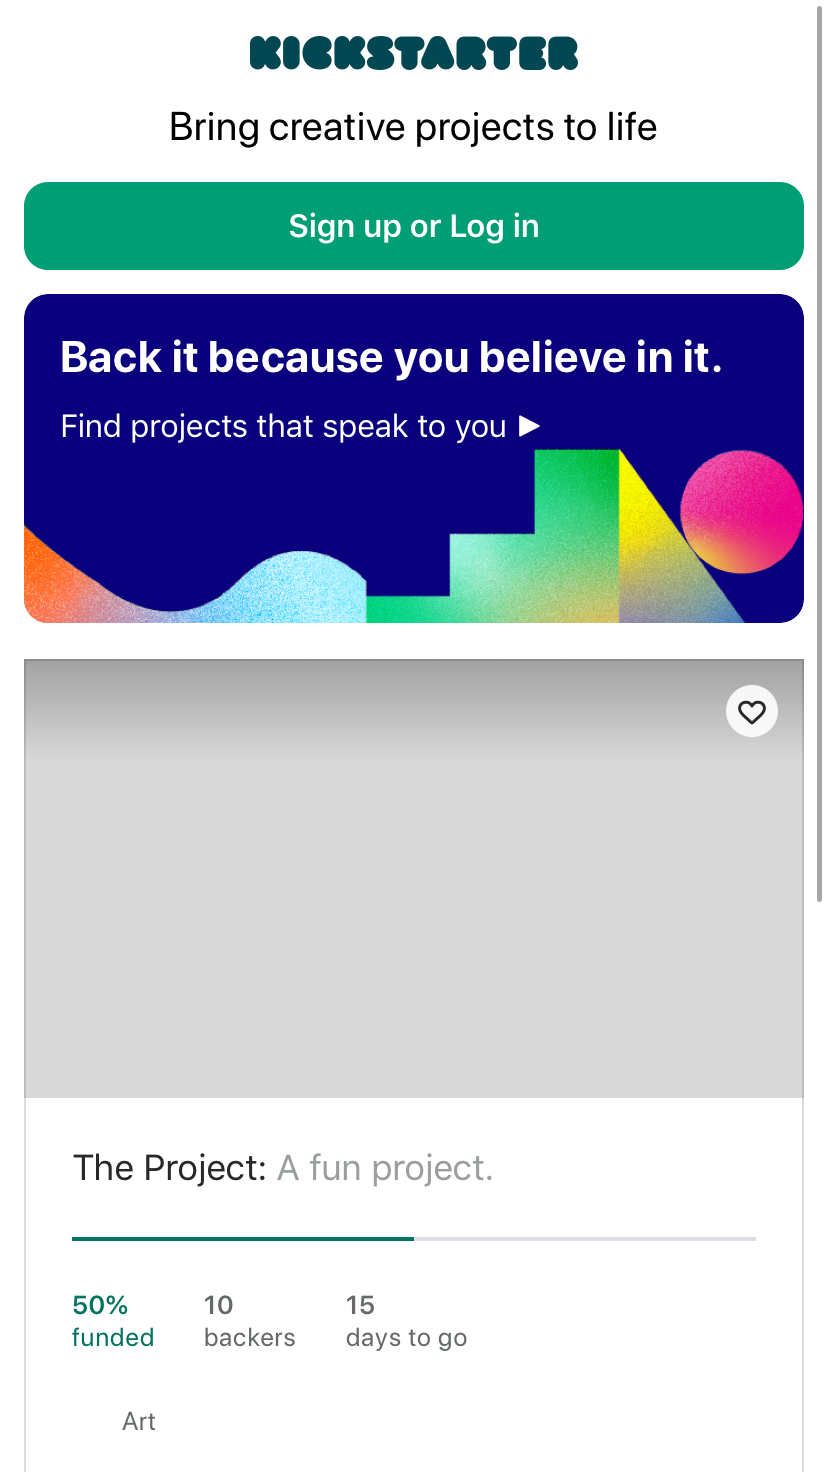 KICKSTARTER
Bring creative projects to life
Sign up or Log in
Back it because you believe in it.
Find projects that speak to you ▶
The Project: A fun project.
50% 10 15
funded backers days to go
Art